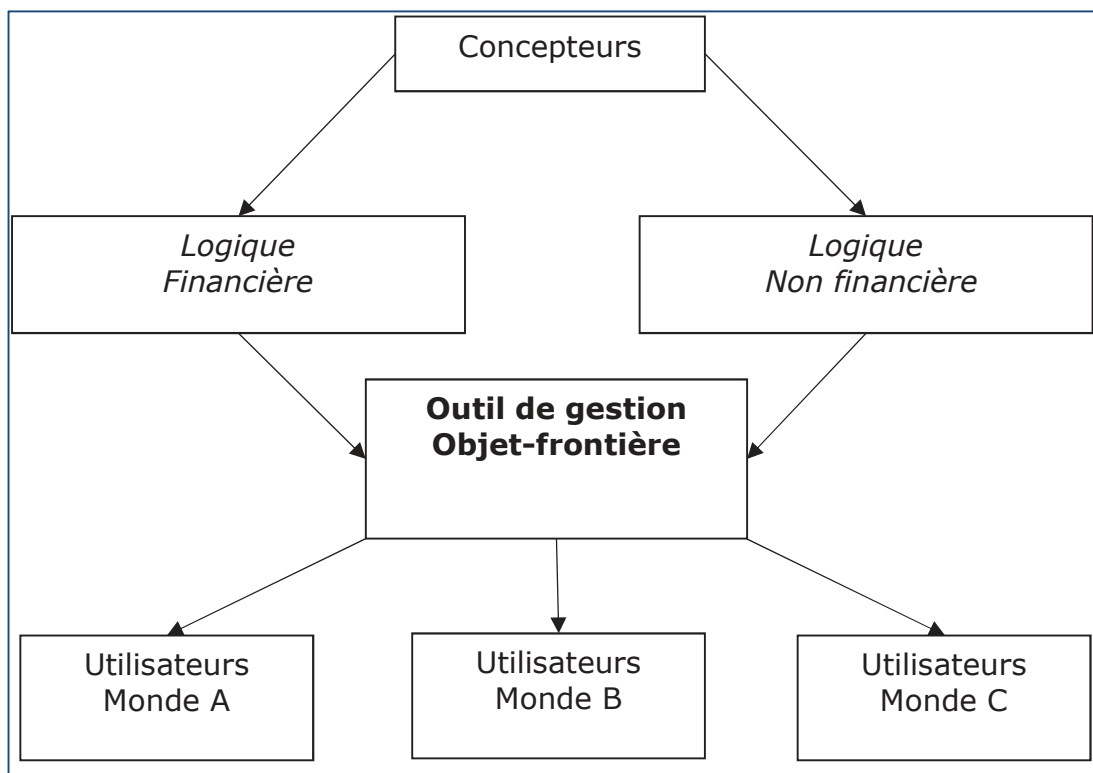 Concepteurs
Logique
Financière
Logique
Non financière
Outil de gestion
Objet-frontière
Utilisateurs
Monde A
Utilisateurs
Monde B
Utilisateurs
Monde C